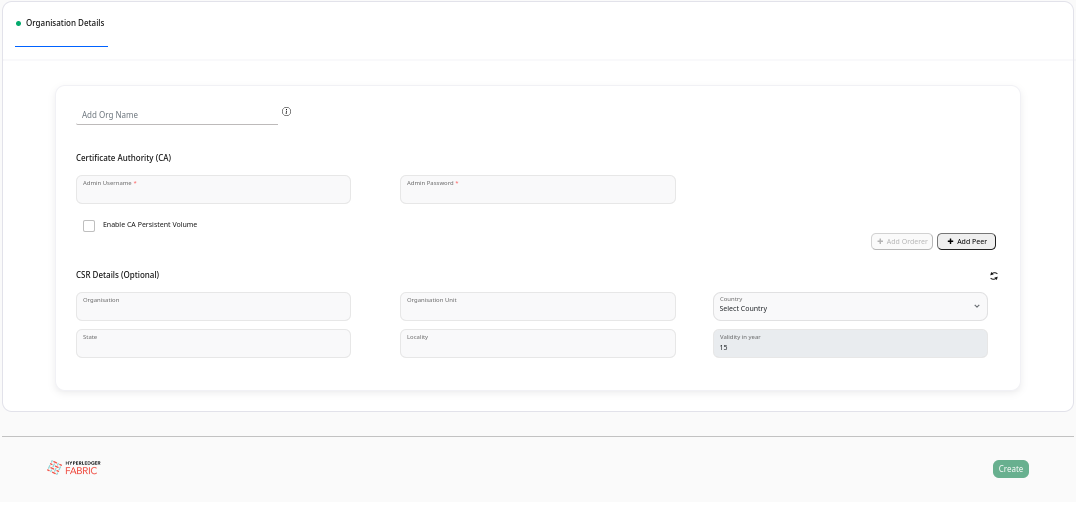 Organisation Details
Add Org Name
Certificate Authority (CA)
Admin Username *
Admin Password *
Enable CA Persistent Volume
Add Orderer
Add Peer
CSR Details (Optional)
Organisation
Organisation Unit
Country
Select Country
State
Locality
Validity in year
15
HYPERLEDGER
FABRIC
Create